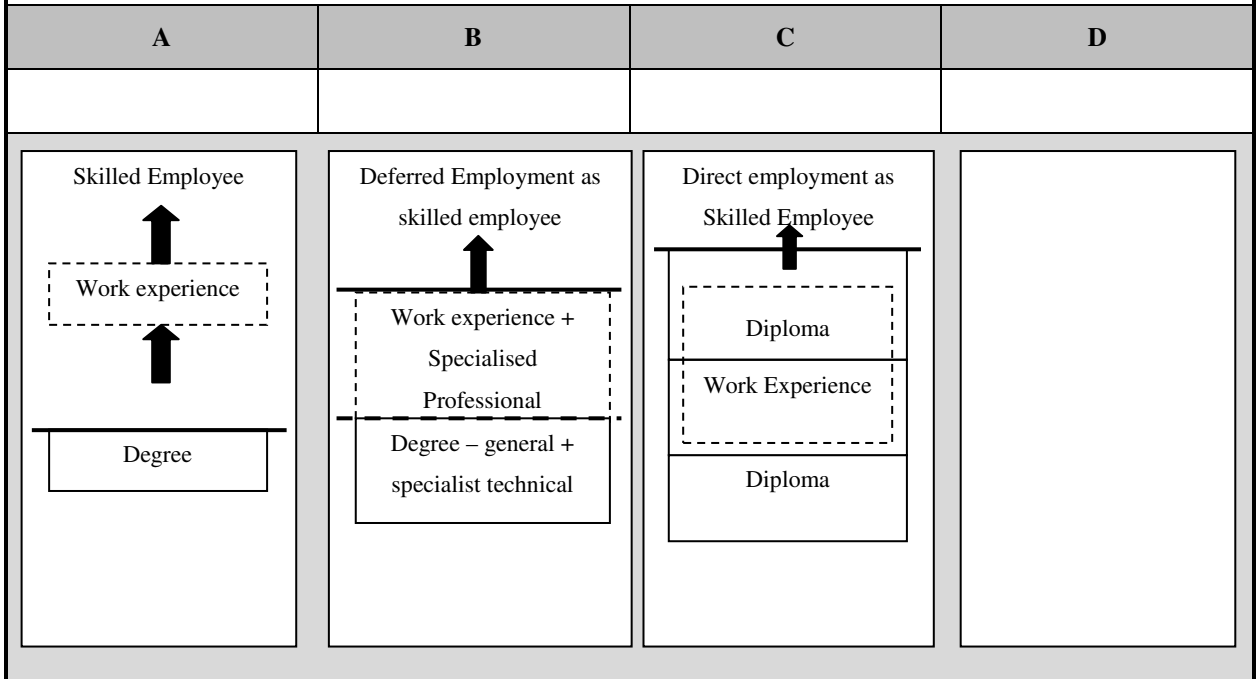 A
B
C
D
Skilled Employee
Work experience
Degree
Deferred Employment as
skilled employee
Work experience +
Specialised
Professional
Degree – general +
specialist technical
Direct employment as
Skilled Employee
Diploma
Work Experience
Diploma